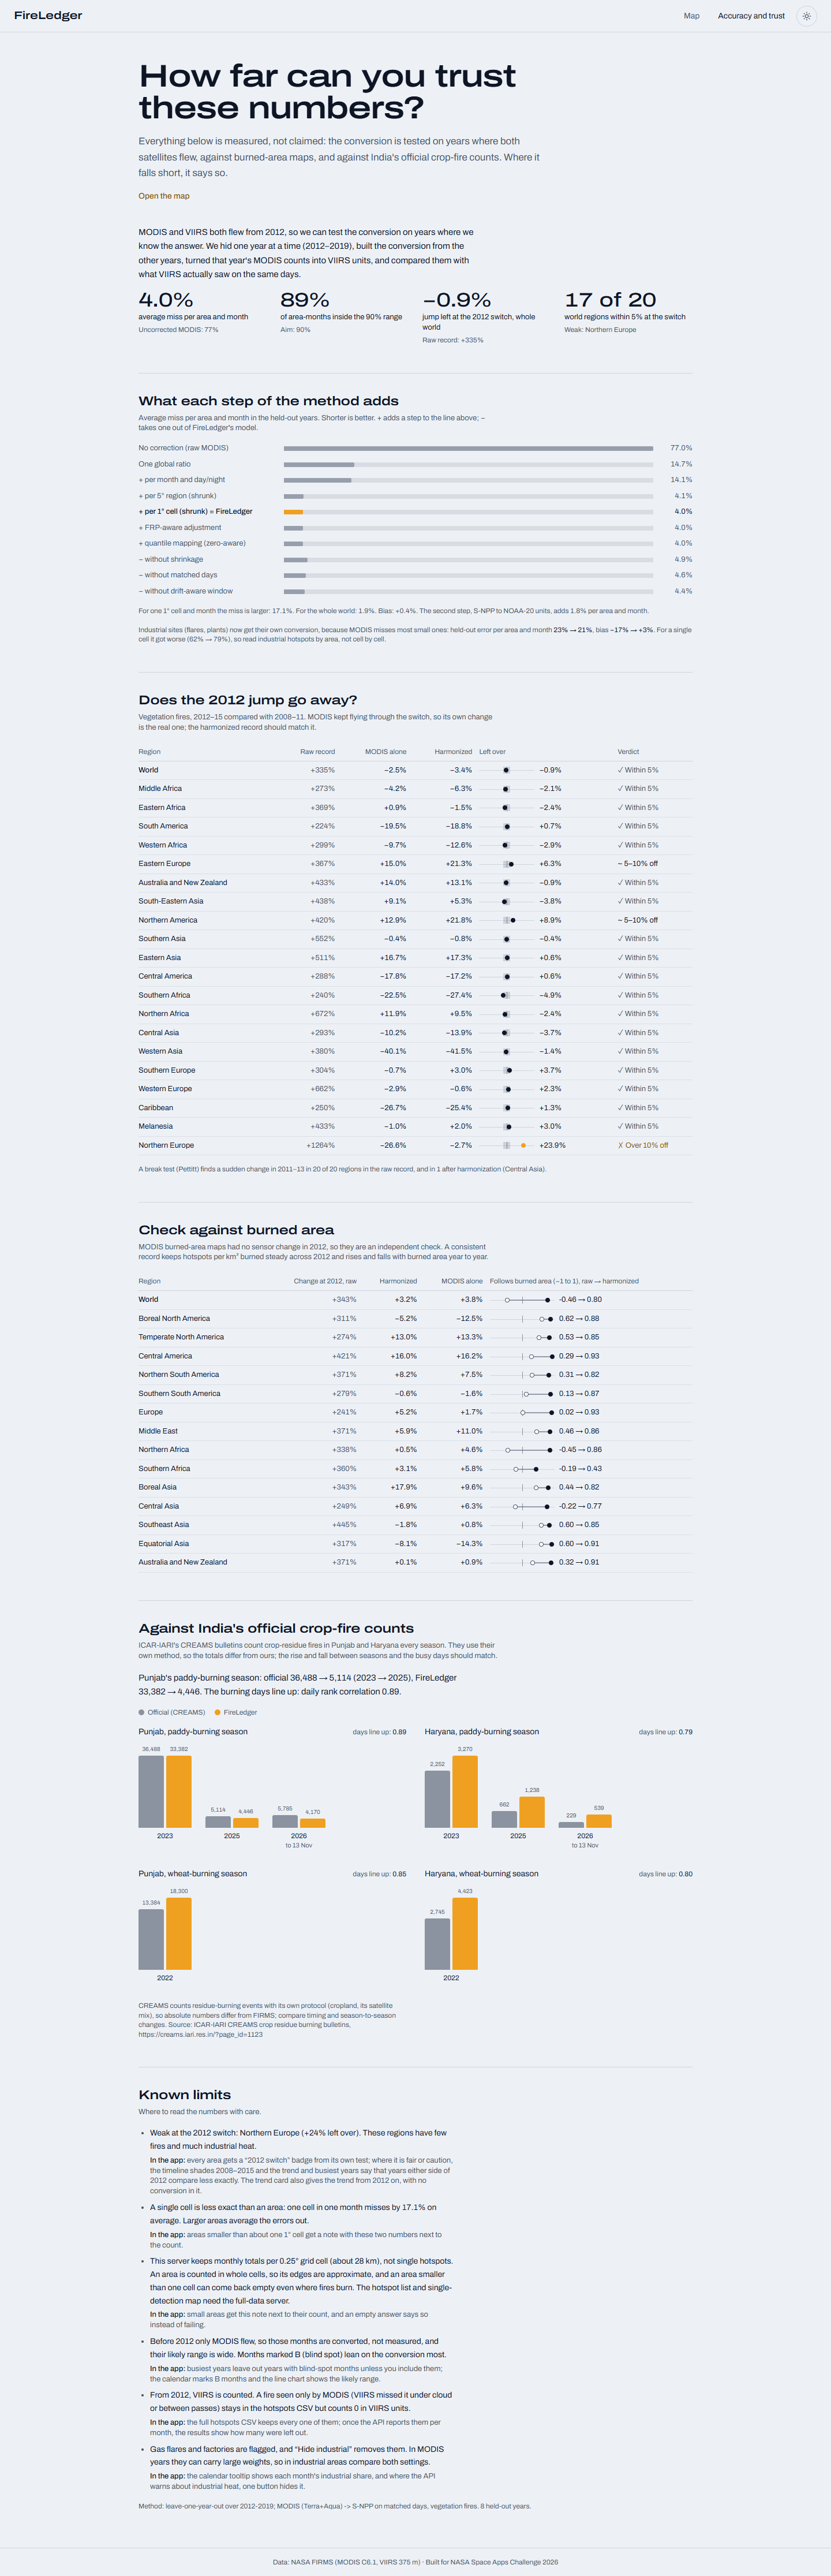 FireLedger
Map Accuracy and trust
How far can you trust
these numbers?
Everything below is measured, not claimed: the conversion is tested on years where both
satellites flew, against burned-area maps, and against India's official crop-fire counts. Where it
falls short, it says so.
Open the map
MODIS and VIIRS both flew from 2012, so we can test the conversion on years where we
know the answer. We hid one year at a time (2012–2019), built the conversion from the
other years, turned that year's MODIS counts into VIIRS units, and compared them with
what VIIRS actually saw on the same days.
4.0%
average miss per area and month
Uncorrected MODIS: 77%
89%
of area-months inside the 90% range
Aim: 90%
−0.9%
jump left at the 2012 switch, whole
world
Raw record: +335%
17 of 20
world regions within 5% at the switch
Weak: Northern Europe
What each step of the method adds
Average miss per area and month in the held-out years. Shorter is better. + adds a step to the line above; −
takes one out of FireLedger's model.
No correction (raw MODIS) 77.0%
One global ratio 14.7%
+ per month and day/night 14.1%
+ per 5° region (shrunk) 4.1%
+ per 1° cell (shrunk) = FireLedger 4.0%
+ FRP-aware adjustment 4.0%
+ quantile mapping (zero-aware) 4.0%
− without shrinkage 4.9%
− without matched days 4.6%
− without drift-aware window 4.4%
For one 1° cell and month the miss is larger: 17.1%. For the whole world: 1.9%. Bias: +0.4%. The second step, S-NPP to NOAA-20 units, adds 1.8% per area and month.
Industrial sites (flares, plants) now get their own conversion, because MODIS misses most small ones: held-out error per area and month 23% → 21%, bias −17% → +3%. For a single
cell it got worse (62% → 79%), so read industrial hotspots by area, not cell by cell.
Does the 2012 jump go away?
Vegetation fires, 2012–15 compared with 2008–11. MODIS kept flying through the switch, so its own change
is the real one; the harmonized record should match it.
Region Raw record MODIS alone Harmonized Left over Verdict
World +335% −2.5% −3.4% −0.9% ✓ Within 5%
Middle Africa +273% −4.2% −6.3% −2.1% ✓ Within 5%
Eastern Africa +369% +0.9% −1.5% −2.4% ✓ Within 5%
South America +224% −19.5% −18.8% +0.7% ✓ Within 5%
Western Africa +299% −9.7% −12.6% −2.9% ✓ Within 5%
Eastern Europe +367% +15.0% +21.3% +6.3% ~ 5–10% off
Australia and New Zealand +433% +14.0% +13.1% −0.9% ✓ Within 5%
South-Eastern Asia +438% +9.1% +5.3% −3.8% ✓ Within 5%
Northern America +420% +12.9% +21.8% +8.9% ~ 5–10% off
Southern Asia +552% −0.4% −0.8% −0.4% ✓ Within 5%
Eastern Asia +511% +16.7% +17.3% +0.6% ✓ Within 5%
Central America +288% −17.8% −17.2% +0.6% ✓ Within 5%
Southern Africa +240% −22.5% −27.4% −4.9% ✓ Within 5%
Northern Africa +672% +11.9% +9.5% −2.4% ✓ Within 5%
Central Asia +293% −10.2% −13.9% −3.7% ✓ Within 5%
Western Asia +380% −40.1% −41.5% −1.4% ✓ Within 5%
Southern Europe +304% −0.7% +3.0% +3.7% ✓ Within 5%
Western Europe +662% −2.9% −0.6% +2.3% ✓ Within 5%
Caribbean +250% −26.7% −25.4% +1.3% ✓ Within 5%
Melanesia +433% −1.0% +2.0% +3.0% ✓ Within 5%
Northern Europe +1264% −26.6% −2.7% +23.9% ✗ Over 10% off
A break test (Pettitt) finds a sudden change in 2011–13 in 20 of 20 regions in the raw record, and in 1 after harmonization (Central Asia).
Check against burned area
MODIS burned-area maps had no sensor change in 2012, so they are an independent check. A consistent
record keeps hotspots per km² burned steady across 2012 and rises and falls with burned area year to year.
Region Change at 2012, raw Harmonized MODIS alone Follows burned area (−1 to 1), raw → harmonized
World +343% +3.2% +3.8% -0.46 → 0.80
Boreal North America +311% −5.2% −12.5% 0.62 → 0.88
Temperate North America +274% +13.0% +13.3% 0.53 → 0.85
Central America +421% +16.0% +16.2% 0.29 → 0.93
Northern South America +371% +8.2% +7.5% 0.31 → 0.82
Southern South America +279% −0.6% −1.6% 0.13 → 0.87
Europe +241% +5.2% +1.7% 0.02 → 0.93
Middle East +371% +5.9% +11.0% 0.46 → 0.86
Northern Africa +338% +0.5% +4.6% -0.45 → 0.86
Southern Africa +360% +3.1% +5.8% -0.19 → 0.43
Boreal Asia +343% +17.9% +9.6% 0.44 → 0.82
Central Asia +249% +6.9% +6.3% -0.22 → 0.77
Southeast Asia +445% −1.8% +0.8% 0.60 → 0.85
Equatorial Asia +317% −8.1% −14.3% 0.60 → 0.91
Australia and New Zealand +371% +0.1% +0.9% 0.32 → 0.91
Against India's official crop-fire counts
ICAR-IARI's CREAMS bulletins count crop-residue fires in Punjab and Haryana every season. They use their
own method, so the totals differ from ours; the rise and fall between seasons and the busy days should match.
Punjab's paddy-burning season: official 36,488 → 5,114 (2023 → 2025), FireLedger
33,382 → 4,446. The burning days line up: daily rank correlation 0.89.
Official (CREAMS) FireLedger
Punjab, paddy-burning season days line up: 0.89
36,488 33,382
5,114 4,446
5,785 4,170
2023 2025 2026
to 13 Nov
Haryana, paddy-burning season days line up: 0.79
2,252 3,270
662 1,238
229 539
2023 2025 2026
to 13 Nov
Punjab, wheat-burning season days line up: 0.85
13,384 18,300
2022
Haryana, wheat-burning season days line up: 0.80
2,745 4,423
2022
CREAMS counts residue-burning events with its own protocol (cropland, its satellite
mix), so absolute numbers differ from FIRMS; compare timing and season-to-season
changes. Source: ICAR-IARI CREAMS crop residue burning bulletins,
https://creams.iari.res.in/?page_id=1123
Known limits
Where to read the numbers with care.
• Weak at the 2012 switch: Northern Europe (+24% left over). These regions have few
fires and much industrial heat.
In the app: every area gets a “2012 switch” badge from its own test; where it is fair or caution,
the timeline shades 2008–2015 and the trend and busiest years say that years either side of
2012 compare less exactly. The trend card also gives the trend from 2012 on, with no
conversion in it.
• A single cell is less exact than an area: one cell in one month misses by 17.1% on
average. Larger areas average the errors out.
In the app: areas smaller than about one 1° cell get a note with these two numbers next to
the count.
• This server keeps monthly totals per 0.25° grid cell (about 28 km), not single hotspots.
An area is counted in whole cells, so its edges are approximate, and an area smaller
than one cell can come back empty even where fires burn. The hotspot list and single-
detection map need the full-data server.
In the app: small areas get this note next to their count, and an empty answer says so
instead of failing.
• Before 2012 only MODIS flew, so those months are converted, not measured, and
their likely range is wide. Months marked B (blind spot) lean on the conversion most.
In the app: busiest years leave out years with blind-spot months unless you include them;
the calendar marks B months and the line chart shows the likely range.
• From 2012, VIIRS is counted. A fire seen only by MODIS (VIIRS missed it under cloud
or between passes) stays in the hotspots CSV but counts 0 in VIIRS units.
In the app: the full hotspots CSV keeps every one of them; once the API reports them per
month, the results show how many were left out.
• Gas flares and factories are flagged, and “Hide industrial” removes them. In MODIS
years they can carry large weights, so in industrial areas compare both settings.
In the app: the calendar tooltip shows each month's industrial share, and where the API
warns about industrial heat, one button hides it.
Method: leave-one-year-out over 2012-2019; MODIS (Terra+Aqua) -> S-NPP on matched days, vegetation fires. 8 held-out years.
Data: NASA FIRMS (MODIS C6.1, VIIRS 375 m) · Built for NASA Space Apps Challenge 2026